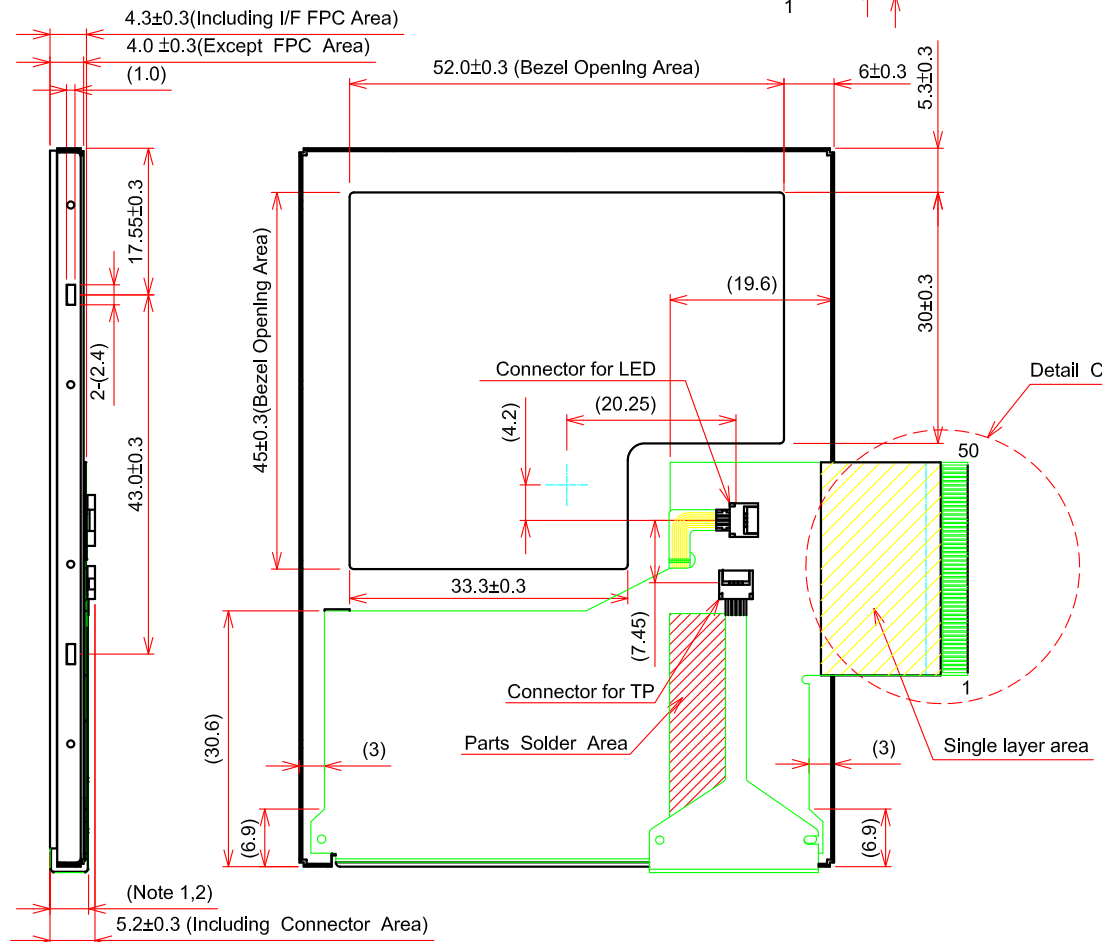 1
4.3±0.3(Including I/F FPC Area)
4.0 ±0.3(Except FPC Area)
(1.0)
52.0±0.3 (Bezel Opening Area)
6±0.3
5.3±0.3
17.55±0.3
45±0.3(Bezel Opening Area)
(19.6)
30±0.3
2-(2.4)
Connector for LED
Detail C
(4.2)
(20.25)
43.0±0.3
50
33.3±0.3
(7.45)
Connector for TP
1
Parts Solder Area
(30.6)
(3)
(3)
Single layer area
(6.9)
(6.9)
(Note 1,2)
5.2±0.3 (Including Connector Area)